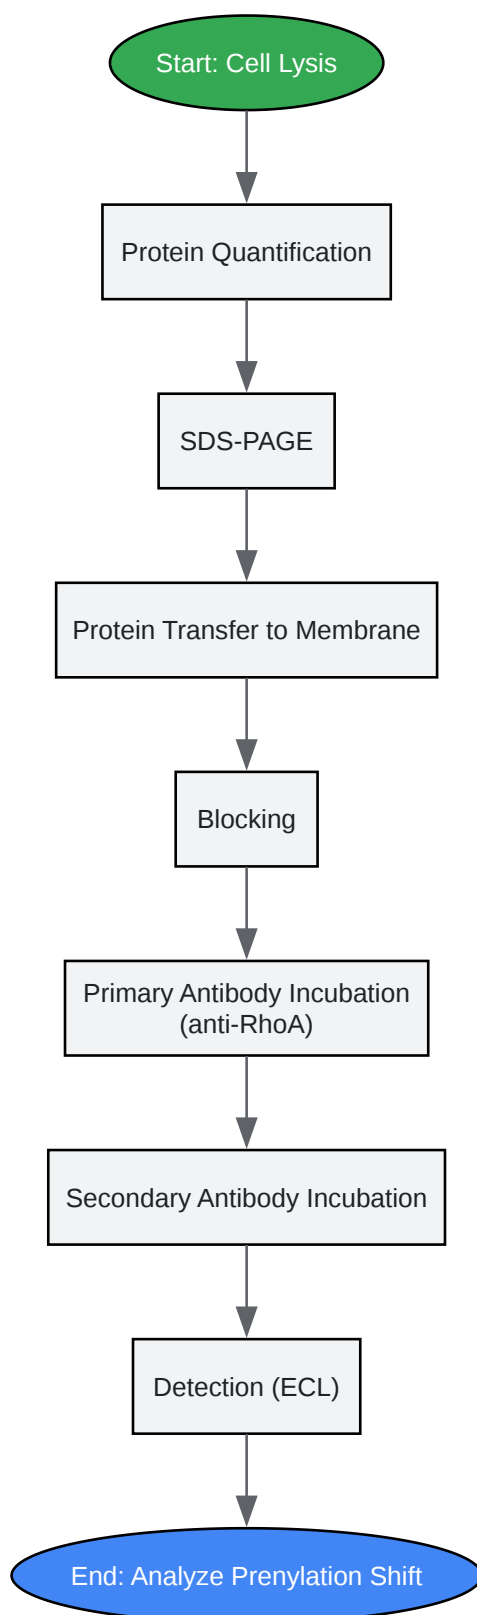 Start: Cell Lysis
Protein Quantification
SDS-PAGE
Protein Transfer to Membrane
Blocking
Primary Antibody Incubation
(anti-RhoA)
Secondary Antibody Incubation
Detection (ECL)
End: Analyze Prenylation Shift